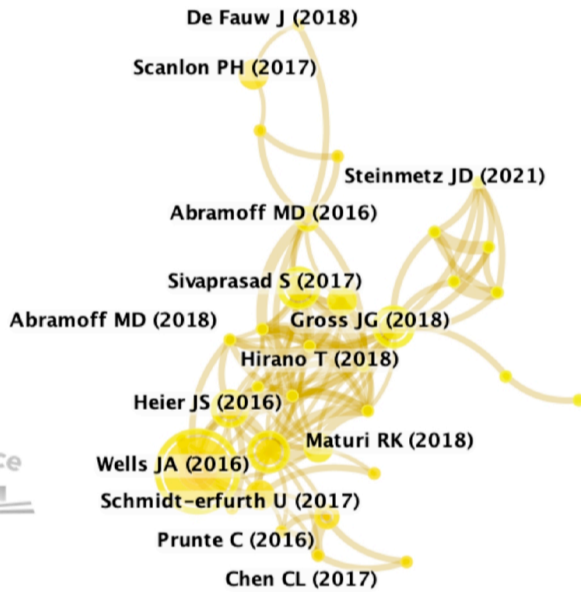 De Fauw J (2018)
Scanlon PH (2017)
Steinmetz JD (2021)
Abramoff MD (2016)
Sivaprasad S (2017)
Abramoff MD (2018)
Gross JG (2018)
Hirano T (2018)
Heier JS (2016)
Maturi RK (2018)
Wells JA (2016)
Schmidt-erfurth U (2017)
Prunte C (2016)
Chen CL (2017)